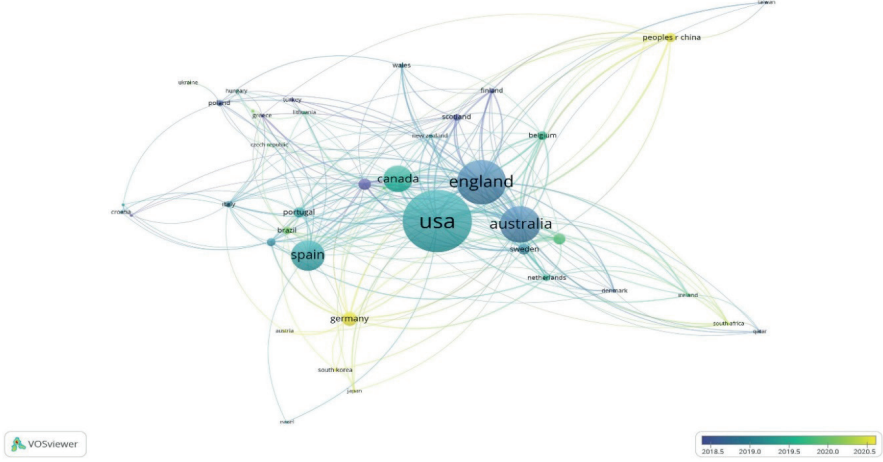 taiwan
peoples r china
wales
ukraine
hungary
finland
poland
turkey
greece
lithuania
scotland
new zealand
belgium
czech republic
canada
england
croatia
italy
portugal
usa
australia
brazil
spain
sweden
netherlands
denmark
ireland
germany
south africa
qatar
austria
south korea
japan
VOSviewer
2018.5 2019.0 2019.5 2020.0 2020.5